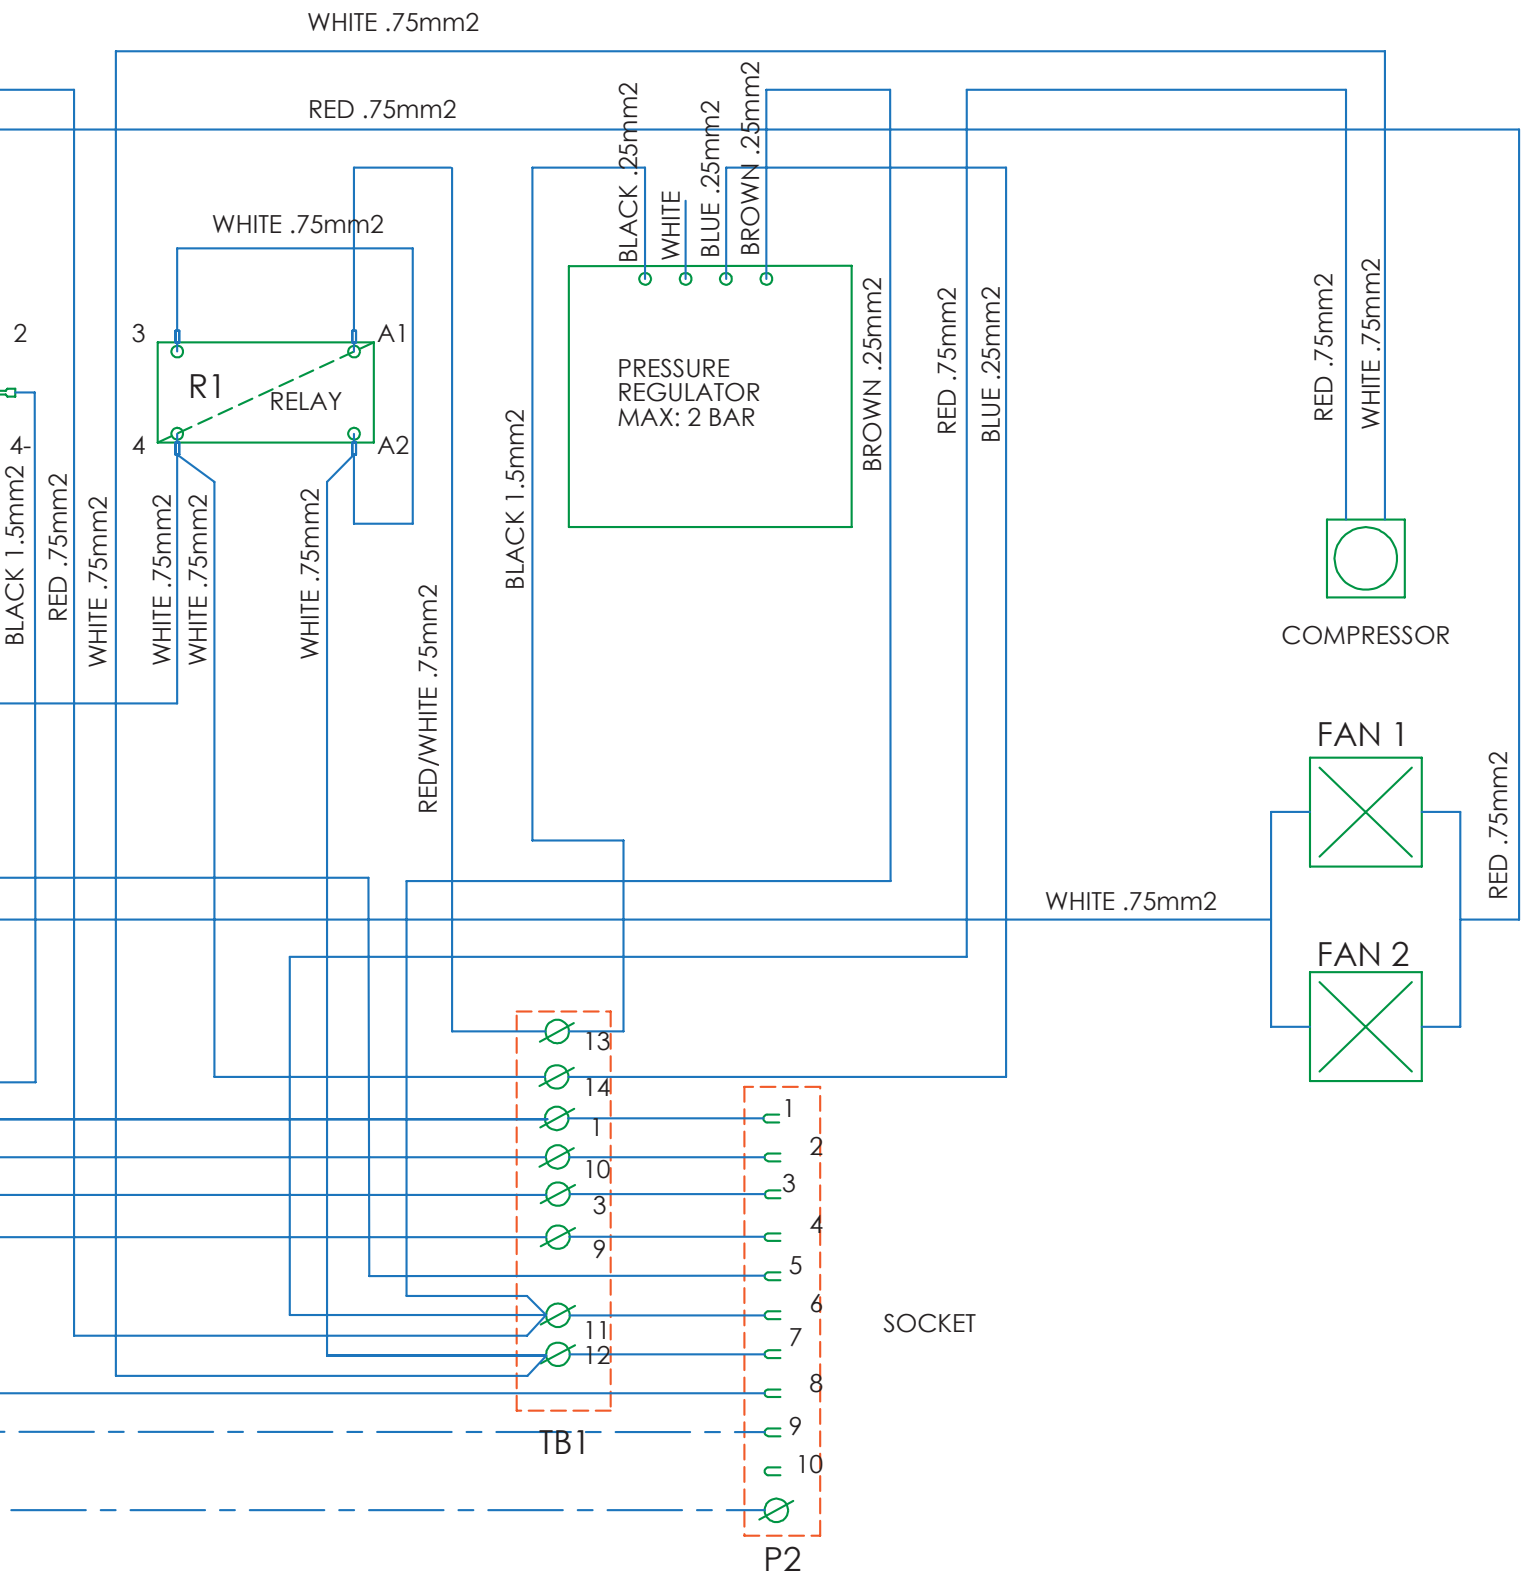 WHITE .75mm2
RED .75mm2
BLACK .25mm2
WHITE
BLUE .25mm2
BROWN .25mm2
WHITE .75mm2
2
3
A1
R1
RELAY
4-
4
A2
PRESSURE
REGULATOR
MAX: 2 BAR
BROWN .25mm2
RED .75mm2
BLUE .25mm2
RED .75mm2
WHITE .75mm2
BLACK 1.5mm2
RED .75mm2
WHITE .75mm2
WHITE .75mm2
WHITE .75mm2
WHITE .75mm2
RED/WHITE .75mm2
BLACK 1.5mm2
COMPRESSOR
FAN 1
RED .75mm2
WHITE .75mm2
FAN 2
13
14
1
10
3
9
11
12
TB1
1
2
3
4
5
6
7
8
9
10
SOCKET
P2